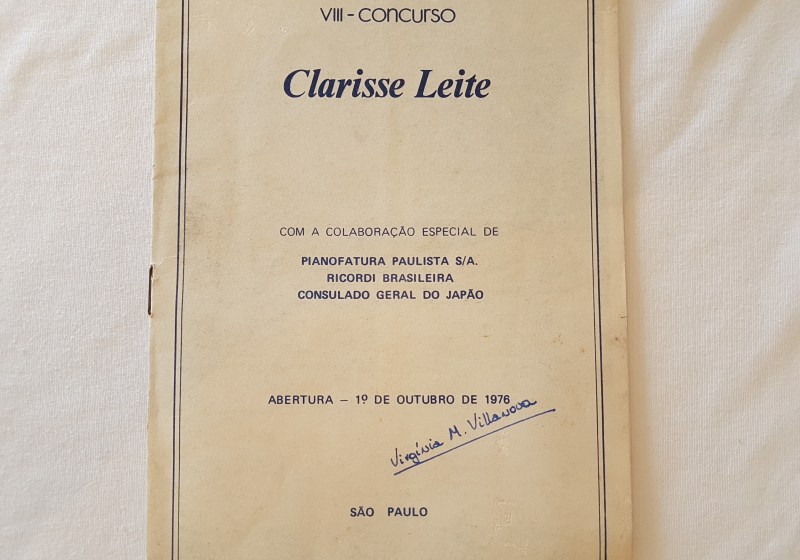 VIII - CONCURSO
Clarisse Leite
COM A COLABORAÇÃO ESPECIAL DE
PIANOFATURA PAULISTA S/A.
RICORDI BRASILEIRA
CONSULADO GERAL DO JAPÃO
ABERTURA – 1º DE OUTUBRO DE 1976
Virgínia M. Villanova
SÃO PAULO